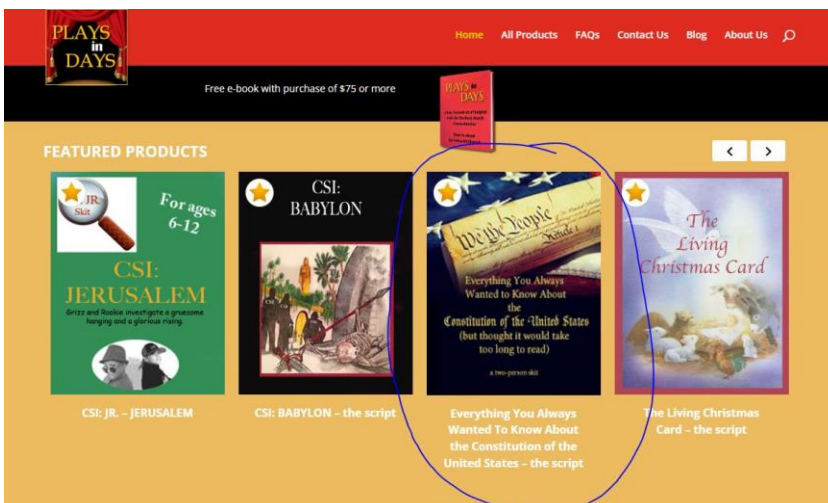 PLAYS
in
DAYS
Home All Products FAQs Contact Us Blog About Us
Free e-book with purchase of $75 or more
PLAYS in
DAYS
FEATURED PRODUCTS
JR.
Skit
For ages
6-12
CSI:
JERUSALEM
Grizz and Rookie investigate a gruesome
hanging and a glorious rising.
CSI: JR. – JERUSALEM
CSI:
BABYLON
CSI: BABYLON – the script
We the People
Article 1
Everything You Always
Wanted to Know About
the
Constitution of the United States
(but thought it would take
too long to read)
a two-person skit
Everything You Always
Wanted To Know About
the Constitution of the
United States – the script
The
Living
Christmas Card
The Living Christmas
Card – the script